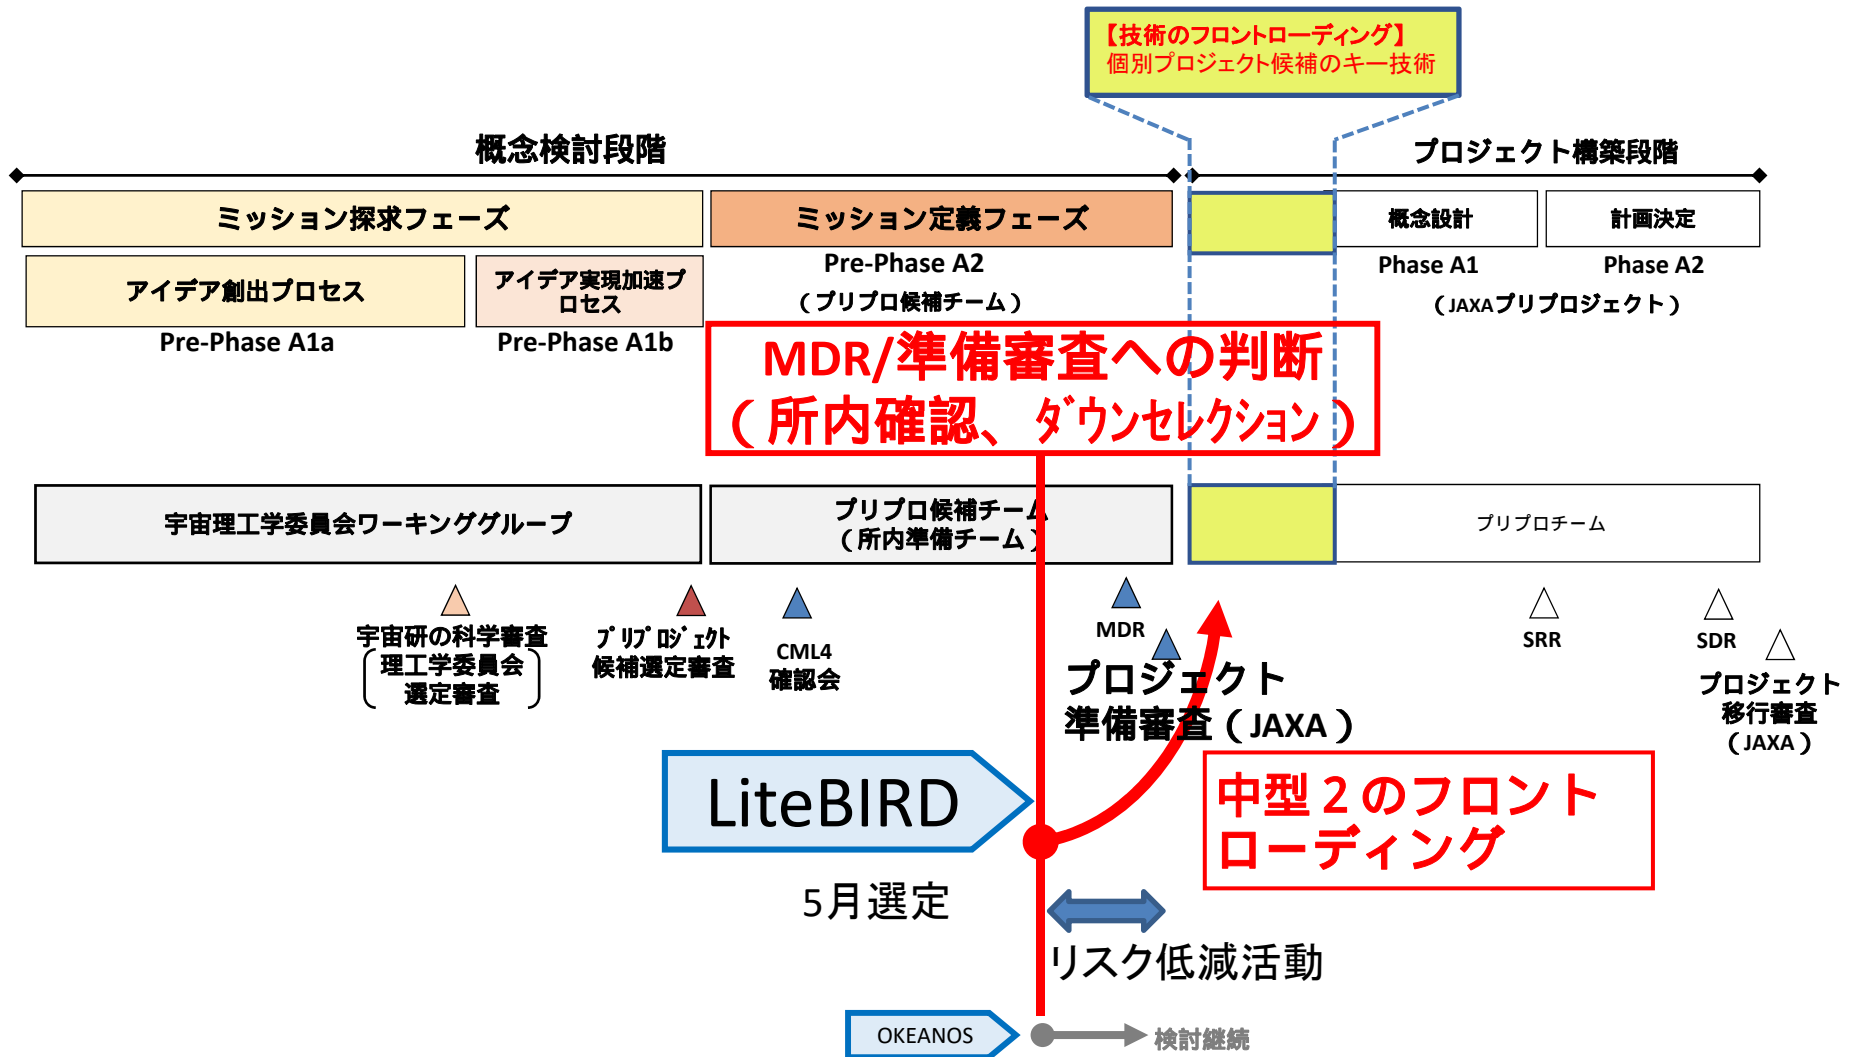 【技術のフロントローディング】
個別プロジェクト候補のキー技術
概念検討段階
プロジェクト構築段階
ミッション探求フェーズ
ミッション定義フェーズ
概念設計
計画決定
アイデア創出プロセス
アイデア実現加速プ
ロセス
Pre-Phase A2
（プリプロ候補チーム）
Phase A1
Phase A2
（JAXAプリプロジェクト）
Pre-Phase A1a
Pre-Phase A1b
MDR/準備審査への判断
（所内確認、ダウンセレクション）
宇宙理工学委員会ワーキンググループ
プリプロ候補チーム
（所内準備チーム）
プリプロチーム
宇宙研の科学審査
理工学委員会
選定審査
プリプロジェクト
候補選定審査
CML4
確認会
MDR
プロジェクト
準備審査（JAXA）
SRR
SDR
プロジェクト
移行審査
（JAXA）
LiteBIRD
中型２のフロント
ローディング
5月選定
リスク低減活動
OKEANOS
検討継続